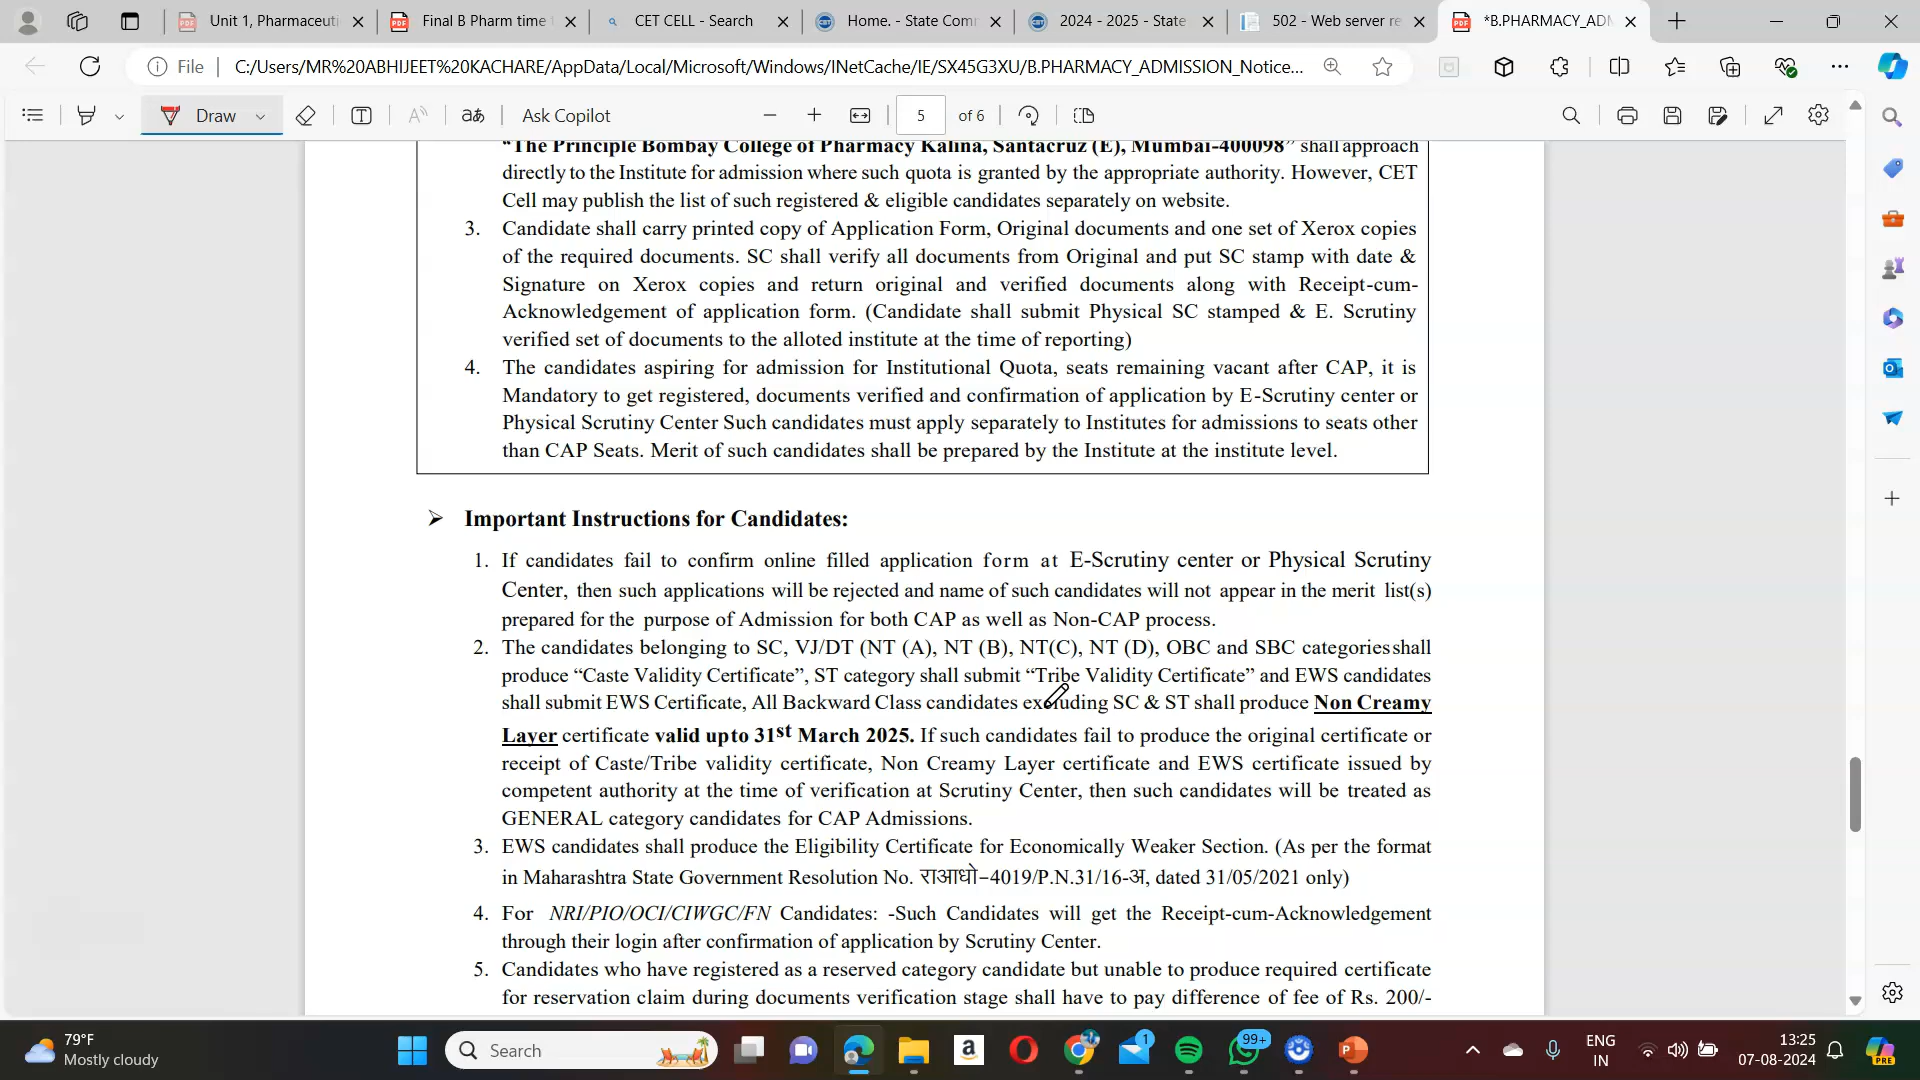 Unit 1, Pharmaceuti
Final B Pharm time
CET CELL - Search
Home. - State Com
2024 - 2025 - State
502 - Web server re
*B.PHARMACY_ADM
File
C:/Users/MR%20ABHIJEET%20KACHARE/AppData/Local/Microsoft/Windows/INetCache/IE/SX45G3XU/B.PHARMACY_ADMISSION_Notice...
Draw
aあ
Ask Copilot
5
of 6
"The Principle Bombay College of Pharmacy Kalina, Santacruz (E), Mumbai-400098" shall approach
directly to the Institute for admission where such quota is granted by the appropriate authority. However, CET
Cell may publish the list of such registered & eligible candidates separately on website.
3. Candidate shall carry printed copy of Application Form, Original documents and one set of Xerox copies
of the required documents. SC shall verify all documents from Original and put SC stamp with date &
Signature on Xerox copies and return original and verified documents along with Receipt-cum-
Acknowledgement of application form. (Candidate shall submit Physical SC stamped & E. Scrutiny
verified set of documents to the alloted institute at the time of reporting)
4. The candidates aspiring for admission for Institutional Quota, seats remaining vacant after CAP, it is
Mandatory to get registered, documents verified and confirmation of application by E-Scrutiny center or
Physical Scrutiny Center Such candidates must apply separately to Institutes for admissions to seats other
than CAP Seats. Merit of such candidates shall be prepared by the Institute at the institute level.
➢ Important Instructions for Candidates:
1. If candidates fail to confirm online filled application form at E-Scrutiny center or Physical Scrutiny
Center, then such applications will be rejected and name of such candidates will not appear in the merit list(s)
prepared for the purpose of Admission for both CAP as well as Non-CAP process.
2. The candidates belonging to SC, VJ/DT (NT (A), NT (B), NT(C), NT (D), OBC and SBC categories shall
produce “Caste Validity Certificate”, ST category shall submit “Tribe Validity Certificate” and EWS candidates
shall submit EWS Certificate, All Backward Class candidates excluding SC & ST shall produce Non Creamy
Layer certificate valid upto 31st March 2025. If such candidates fail to produce the original certificate or
receipt of Caste/Tribe validity certificate, Non Creamy Layer certificate and EWS certificate issued by
competent authority at the time of verification at Scrutiny Center, then such candidates will be treated as
GENERAL category candidates for CAP Admissions.
3. EWS candidates shall produce the Eligibility Certificate for Economically Weaker Section. (As per the format
in Maharashtra State Government Resolution No. राआधो-4019/P.N.31/16-अ, dated 31/05/2021 only)
4. For NRI/PIO/OCI/CIWGC/FN Candidates: -Such Candidates will get the Receipt-cum-Acknowledgement
through their login after confirmation of application by Scrutiny Center.
5. Candidates who have registered as a reserved category candidate but unable to produce required certificate
for reservation claim during documents verification stage shall have to pay difference of fee of Rs. 200/-
79°F
Mostly cloudy
Search
1
99+
ENG
IN
13:25
07-08-2024
PRE